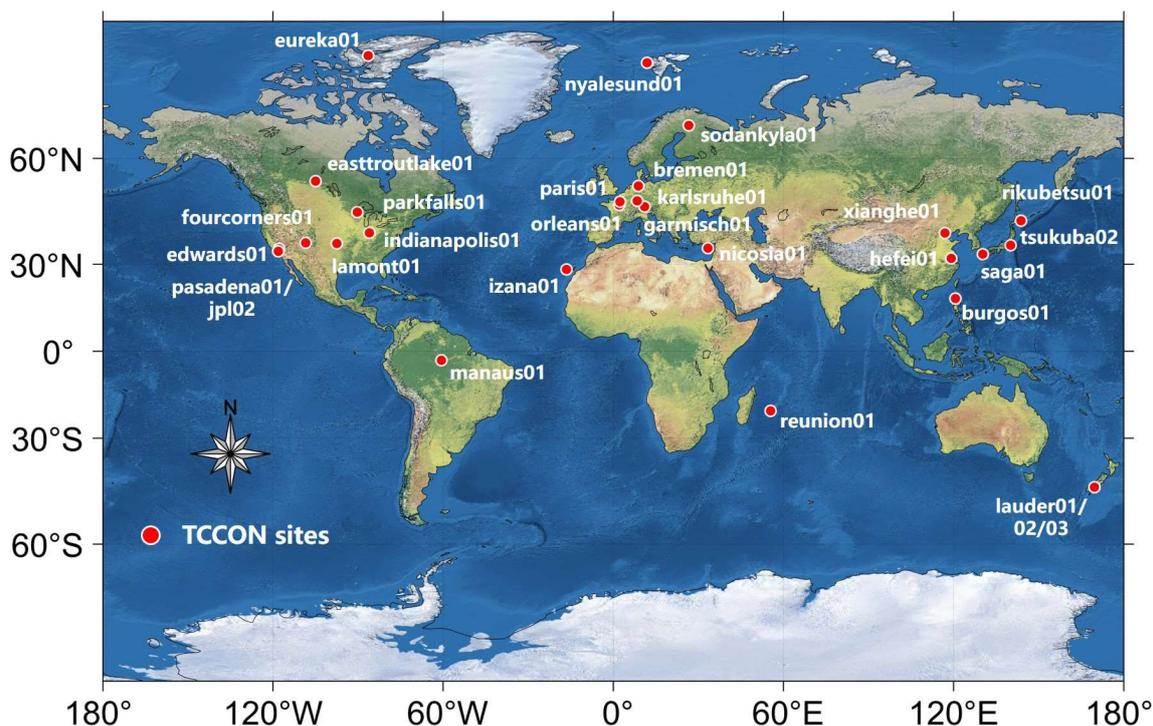 eureka01
nyalesund01
sodankyla01
60°N
easttroutlake01
bremen01
paris01
karlsruhe01
rikubetsu01
parkfalls01
fourcorners01
orleans01
garmisch01
xianghe01
tsukuba02
indianapolis01
edwards01
nicosia01
hefei01
30°N
lamont01
saga01
pasadena01/
jpl02
izana01
burgos01
0°
manaus01
N
reunion01
30°S
lauder01/
02/03
TCCON sites
60°S
180°
120°W
60°W
0°
60°E
120°E
180°